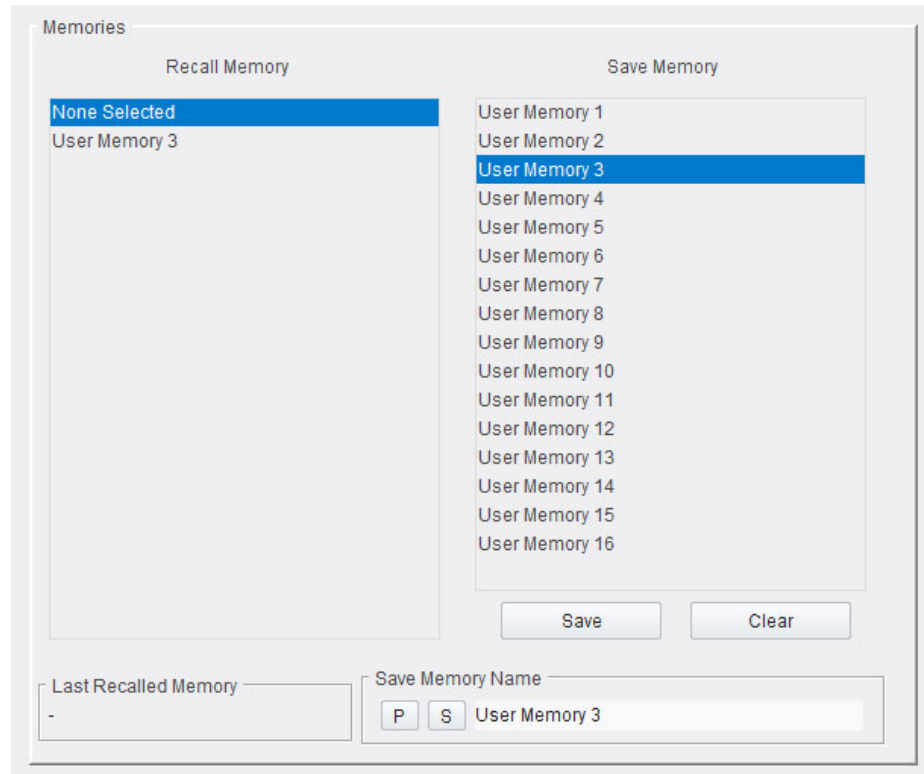 Memories
Recall Memory
None Selected
User Memory 3
Save Memory
User Memory 1
User Memory 2
User Memory 3
User Memory 4
User Memory 5
User Memory 6
User Memory 7
User Memory 8
User Memory 9
User Memory 10
User Memory 11
User Memory 12
User Memory 13
User Memory 14
User Memory 15
User Memory 16
Save Clear
Last Recalled Memory
-
Save Memory Name
P S User Memory 3